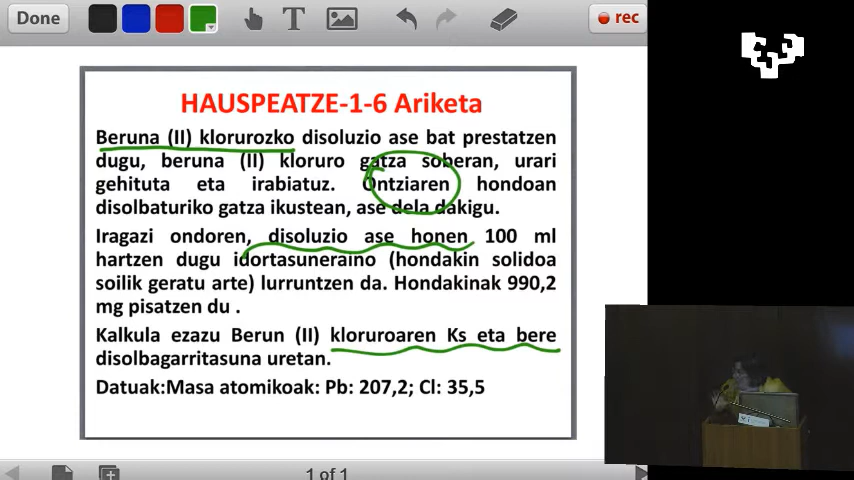 Done
T
rec
HAUSPEATZE-1-6 Ariketa
Beruna (II) klorurozko disoluzio ase bat prestatzen
dugu, beruna (II) kloruro gatza soberan, urari
gehituta eta irabiatuz. Ontziaren hondoan
disolbaturiko gatza ikustean, ase dela dakigu.
Iragazi ondoren, disoluzio ase honen 100 ml
hartzen dugu idortasuneraino (hondakin solidoa
soilik geratu arte) lurruntzen da. Hondakinak 990,2
mg pisatzen du .
Kalkula ezazu Berun (II) kloruroaren Ks eta bere
disolbagarritasuna uretan.
Datuak:Masa atomikoak: Pb: 207,2; Cl: 35,5
1 of 1